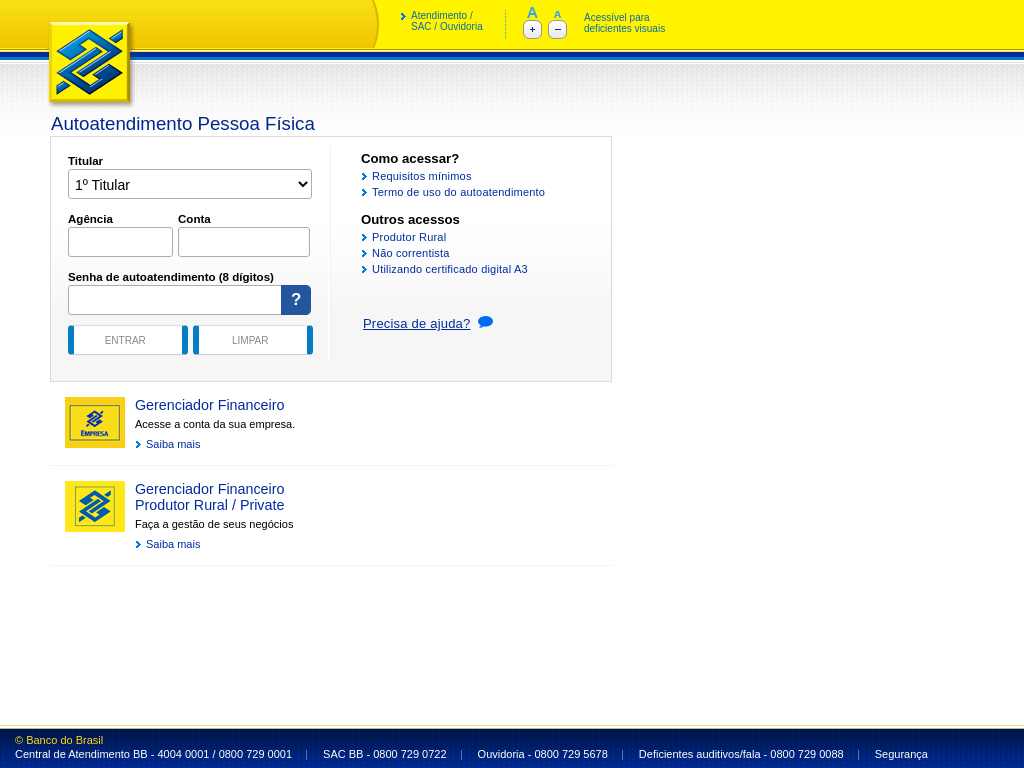 Atendimento /
SAC / Ouvidoria
A A
+ −
Acessível para
deficientes visuais
Autoatendimento Pessoa Física
Titular
1º Titular
Agência Conta
Senha de autoatendimento (8 dígitos)
?
ENTRAR LIMPAR
Como acessar?
Requisitos mínimos
Termo de uso do autoatendimento
Outros acessos
Produtor Rural
Não correntista
Utilizando certificado digital A3
Precisa de ajuda?
EMPRESA
Gerenciador Financeiro
Acesse a conta da sua empresa.
Saiba mais
Gerenciador Financeiro
Produtor Rural / Private
Faça a gestão de seus negócios
Saiba mais
© Banco do Brasil
Central de Atendimento BB - 4004 0001 / 0800 729 0001 | SAC BB - 0800 729 0722 | Ouvidoria - 0800 729 5678 | Deficientes auditivos/fala - 0800 729 0088 | Segurança